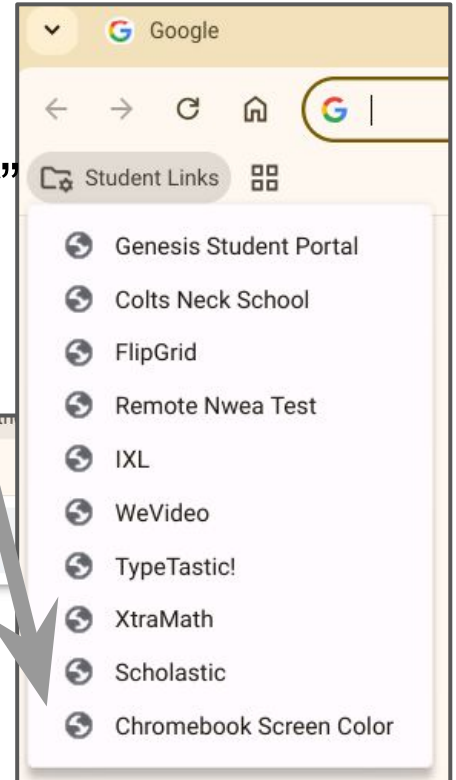 Google
G |
”
Student Links
Genesis Student Portal
Colts Neck School
FlipGrid
Remote Nwea Test
IXL
WeVideo
TypeTastic!
XtraMath
Scholastic
Chromebook Screen Color